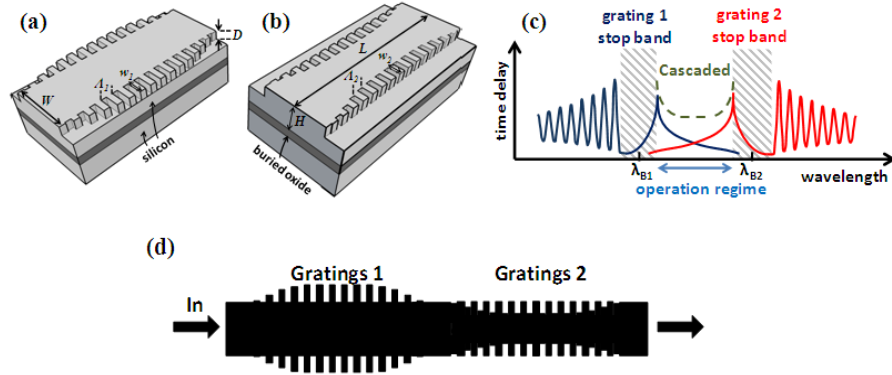 (a)
D
W
Λ1
w1
silicon
(b)
L
Λ2
w2
H
buried oxide
(c)
grating 1
stop band
grating 2
stop band
Cascaded
time delay
λB1
λB2
wavelength
operation regime
(d)
Gratings 1
Gratings 2
In